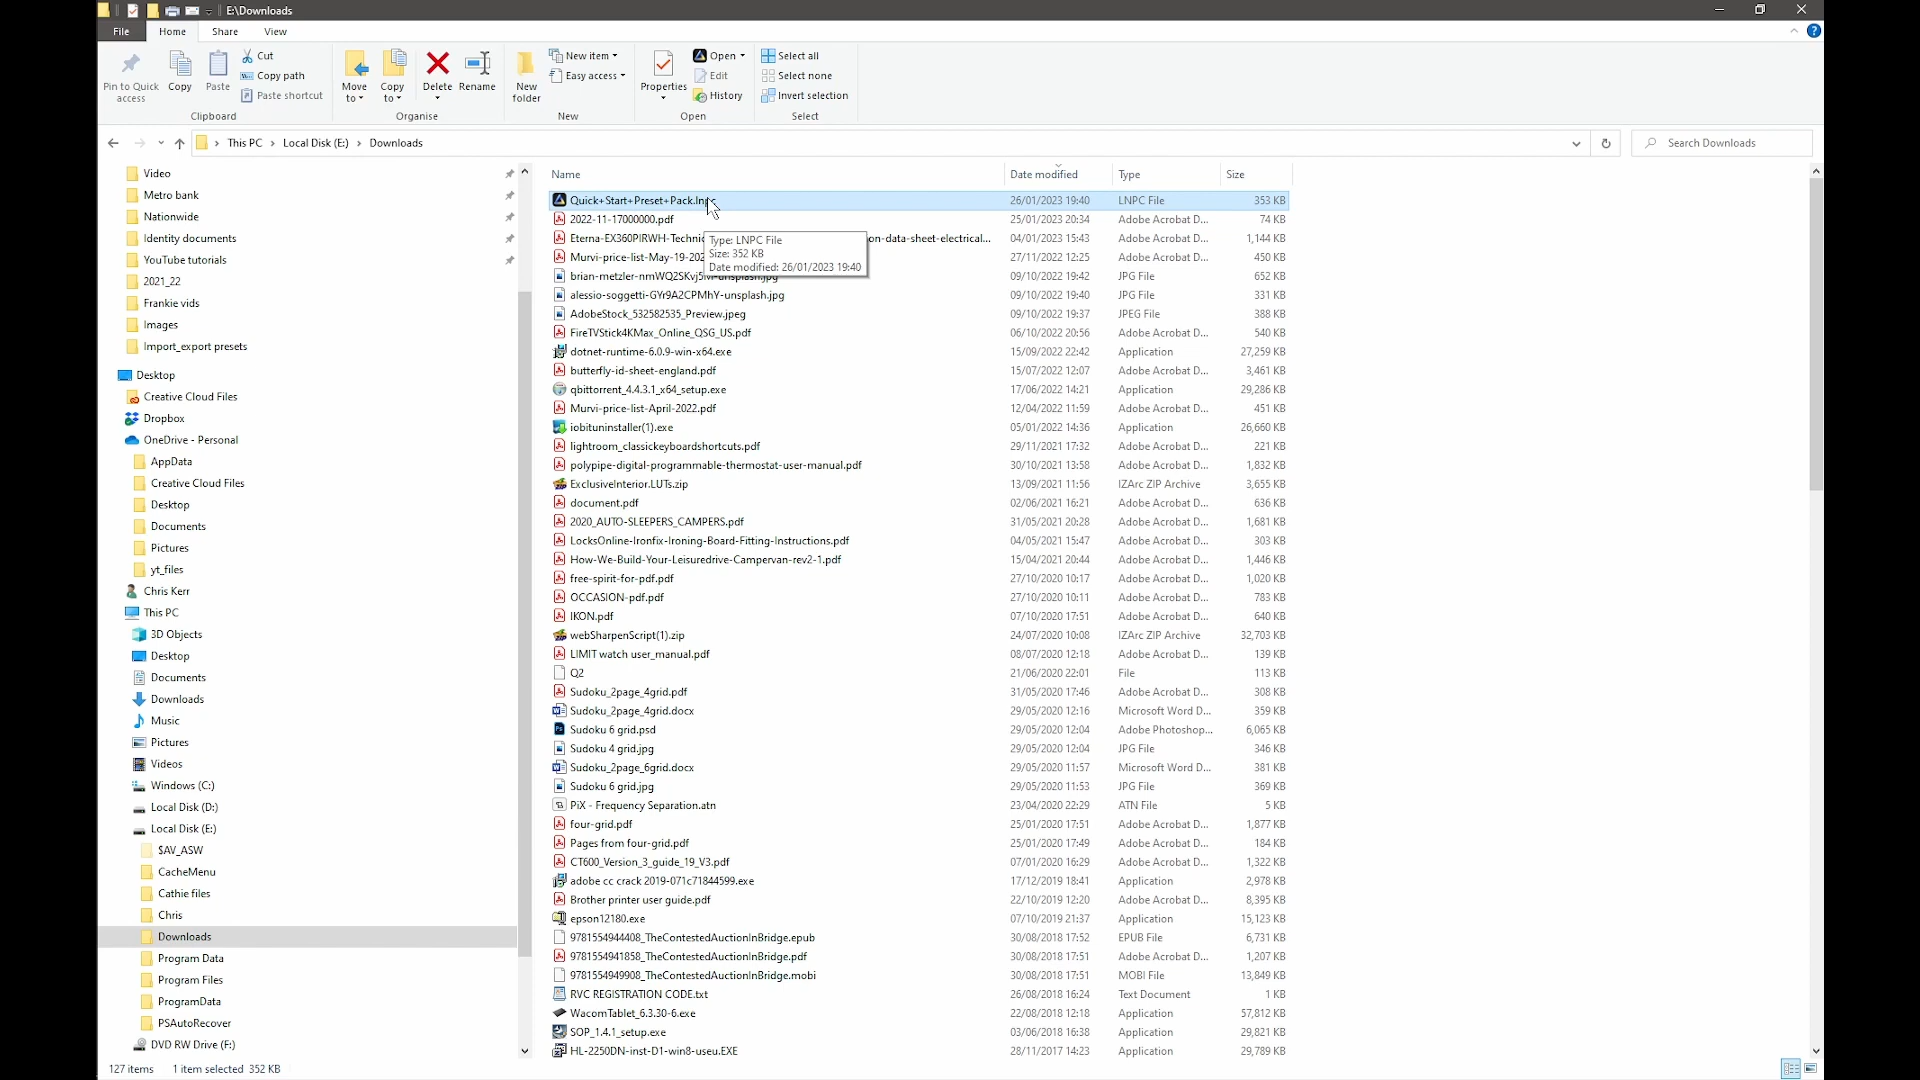 E:\Downloads
File Home Share View
Pin to Quick access
Copy
Paste
Cut
Copy path
Paste shortcut
Clipboard
Move to
Copy to
Delete
Rename
Organise
New folder
New item
Easy access
New
Properties
Open
Edit
History
Open
Select all
Select none
Invert selection
Select
This PC > Local Disk (E:) > Downloads
Search Downloads
Video
Metro bank
Nationwide
Identity documents
YouTube tutorials
2021_22
Frankie vids
Images
Import_export presets
Desktop
Creative Cloud Files
Dropbox
OneDrive - Personal
AppData
Creative Cloud Files
Desktop
Documents
Pictures
yt_files
Chris Kerr
This PC
3D Objects
Desktop
Documents
Downloads
Music
Pictures
Videos
Windows (C:)
Local Disk (D:)
Local Disk (E:)
$AV_ASW
CacheMenu
Cathie files
Chris
Downloads
Program Data
Program Files
ProgramData
PSAutoRecover
DVD RW Drive (F:)
Name Date modified Type Size
Quick+Start+Preset+Pack.lnpc 26/01/2023 19:40 LNPC File 353 KB
2022-11-17000000.pdf 25/01/2023 20:34 Adobe Acrobat D... 74 KB
Eterna-EX360PIRWH-Technic on-data-sheet-electrical... 04/01/2023 15:43 Adobe Acrobat D... 1,144 KB
Murvi-price-list-May-19-202 27/11/2022 12:25 Adobe Acrobat D... 450 KB
brian-metzler-nmWQ2SKvj5M-unsplash.jpg 09/10/2022 19:42 JPG File 652 KB
Type: LNPC File
Size: 352 KB
Date modified: 26/01/2023 19:40
alessio-soggetti-GYr9A2CPMhY-unsplash.jpg 09/10/2022 19:40 JPG File 331 KB
AdobeStock_532582535_Preview.jpeg 09/10/2022 19:37 JPEG File 388 KB
FireTVStick4KMax_Online_QSG_US.pdf 06/10/2022 20:56 Adobe Acrobat D... 540 KB
dotnet-runtime-6.0.9-win-x64.exe 15/09/2022 22:42 Application 27,259 KB
butterfly-id-sheet-england.pdf 15/07/2022 12:07 Adobe Acrobat D... 3,461 KB
qbittorrent_4.4.3.1_x64_setup.exe 17/06/2022 14:21 Application 29,286 KB
Murvi-price-list-April-2022.pdf 12/04/2022 11:59 Adobe Acrobat D... 451 KB
iobituninstaller(1).exe 05/01/2022 14:36 Application 26,660 KB
lightroom_classickeyboardshortcuts.pdf 29/11/2021 17:32 Adobe Acrobat D... 221 KB
polypipe-digital-programmable-thermostat-user-manual.pdf 30/10/2021 13:58 Adobe Acrobat D... 1,832 KB
ExclusiveInterior.LUTs.zip 13/09/2021 11:56 IZArc ZIP Archive 3,655 KB
document.pdf 02/06/2021 16:21 Adobe Acrobat D... 636 KB
2020_AUTO-SLEEPERS_CAMPERS.pdf 31/05/2021 20:28 Adobe Acrobat D... 1,681 KB
LocksOnline-Ironfix-Ironing-Board-Fitting-Instructions.pdf 04/05/2021 15:47 Adobe Acrobat D... 303 KB
How-We-Build-Your-Leisuredrive-Campervan-rev2-1.pdf 15/04/2021 20:44 Adobe Acrobat D... 1,446 KB
free-spirit-for-pdf.pdf 27/10/2020 10:17 Adobe Acrobat D... 1,020 KB
OCCASION-pdf.pdf 27/10/2020 10:11 Adobe Acrobat D... 783 KB
IKON.pdf 07/10/2020 17:51 Adobe Acrobat D... 640 KB
webSharpenScript(1).zip 24/07/2020 10:08 IZArc ZIP Archive 32,703 KB
LIMIT watch user_manual.pdf 08/07/2020 12:18 Adobe Acrobat D... 139 KB
Q2 21/06/2020 22:01 File 113 KB
Sudoku_2page_4grid.pdf 31/05/2020 17:46 Adobe Acrobat D... 308 KB
Sudoku_2page_4grid.docx 29/05/2020 12:16 Microsoft Word D... 359 KB
Sudoku 6 grid.psd 29/05/2020 12:04 Adobe Photoshop... 6,065 KB
Sudoku 4 grid.jpg 29/05/2020 12:04 JPG File 346 KB
Sudoku_2page_6grid.docx 29/05/2020 11:57 Microsoft Word D... 381 KB
Sudoku 6 grid.jpg 29/05/2020 11:53 JPG File 369 KB
PiX - Frequency Separation.atn 23/04/2020 22:29 ATN File 5 KB
four-grid.pdf 25/01/2020 17:51 Adobe Acrobat D... 1,877 KB
Pages from four-grid.pdf 25/01/2020 17:49 Adobe Acrobat D... 184 KB
CT600_Version_3_guide_19_V3.pdf 07/01/2020 16:29 Adobe Acrobat D... 1,322 KB
adobe cc crack 2019-071c71844599.exe 17/12/2019 18:41 Application 2,978 KB
Brother printer user guide.pdf 22/10/2019 12:20 Adobe Acrobat D... 8,395 KB
epson12180.exe 07/10/2019 21:37 Application 15,123 KB
9781554944408_TheContestedAuctionInBridge.epub 30/08/2018 17:52 EPUB File 6,731 KB
9781554941858_TheContestedAuctionInBridge.pdf 30/08/2018 17:51 Adobe Acrobat D... 1,207 KB
9781554949908_TheContestedAuctionInBridge.mobi 30/08/2018 17:51 MOBI File 13,849 KB
RVC REGISTRATION CODE.txt 26/08/2018 16:24 Text Document 1 KB
WacomTablet_6.3.30-6.exe 22/08/2018 12:18 Application 57,812 KB
SOP_1.4.1_setup.exe 03/06/2018 16:38 Application 29,821 KB
HL-2250DN-inst-D1-win8-useu.EXE 28/11/2017 14:23 Application 29,789 KB
127 items 1 item selected 352 KB